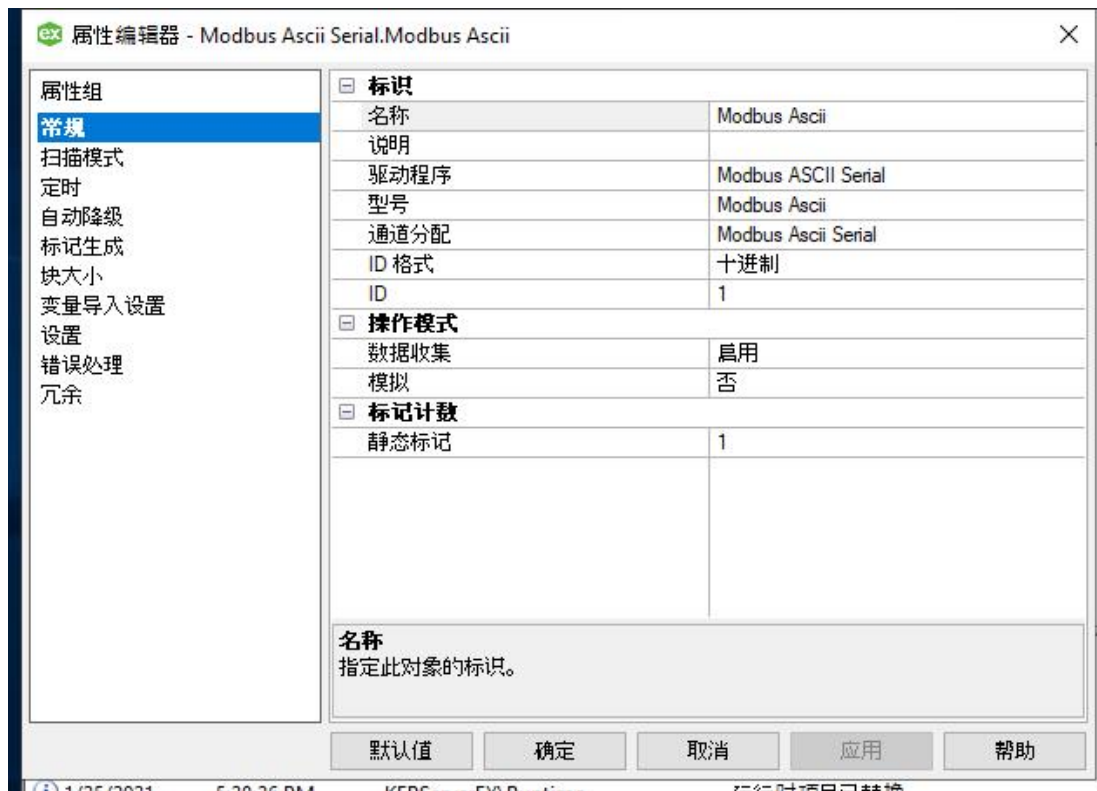 ex 属性编辑器 - Modbus Ascii Serial.Modbus Ascii
属性组
常规
扫描模式
定时
自动降级
标记生成
块大小
变量导入设置
设置
错误处理
冗余
标识
名称 Modbus Ascii
说明
驱动程序 Modbus ASCII Serial
型号 Modbus Ascii
通道分配 Modbus Ascii Serial
ID 格式 十进制
ID 1
操作模式
数据收集 启用
模拟 否
标记计数
静态标记 1
名称
指定此对象的标识。
默认值 确定 取消 应用 帮助